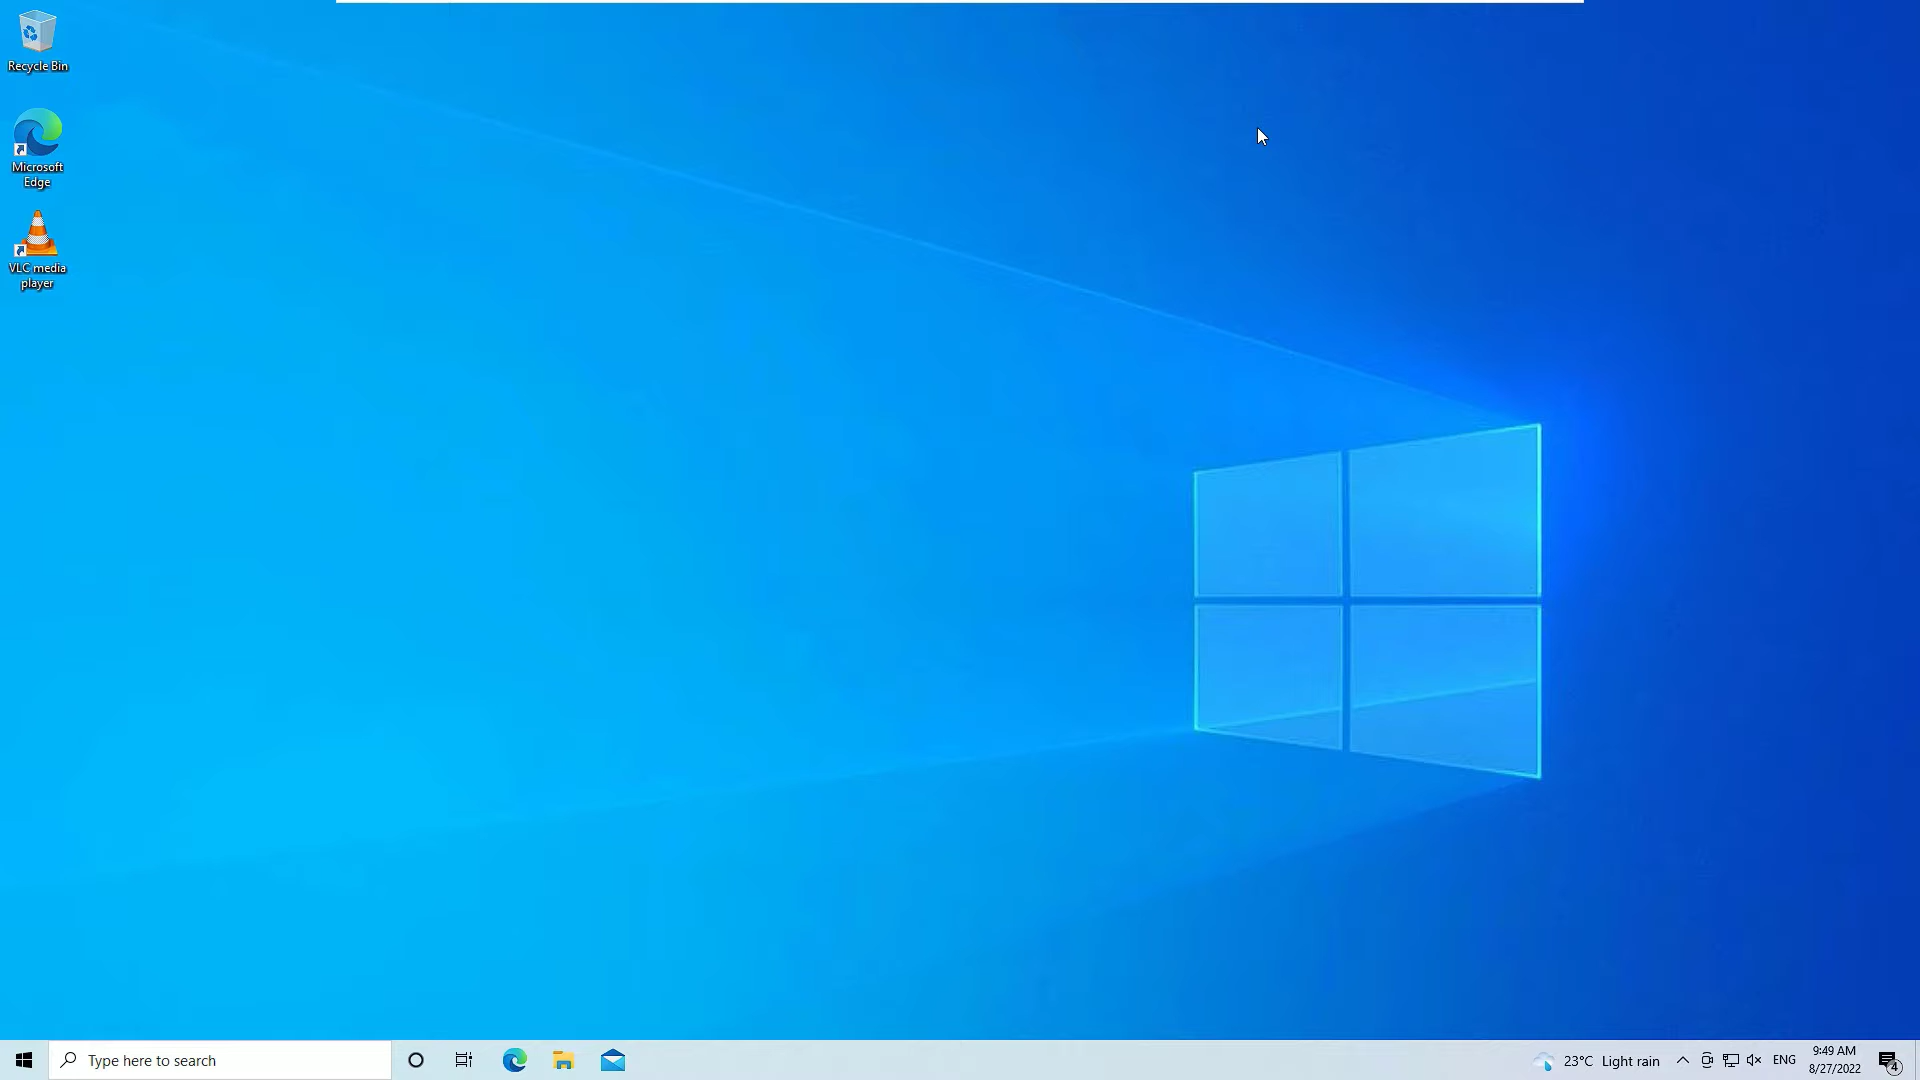 Recycle Bin
Microsoft
Edge
VLC media
player
Type here to search
23°C Light rain
ENG
9:49 AM
8/27/2022
4